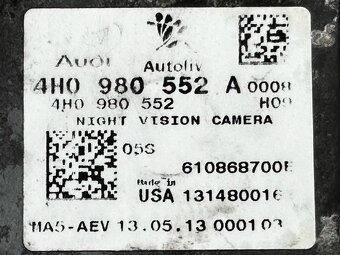 Audi Autoliv
4H0 980 552 A 0008
4H0 980 552 H09
NIGHT VISION CAMERA
05S
610868700E
Made in
USA 131480016
MA5-AEV 13.05.13 000103